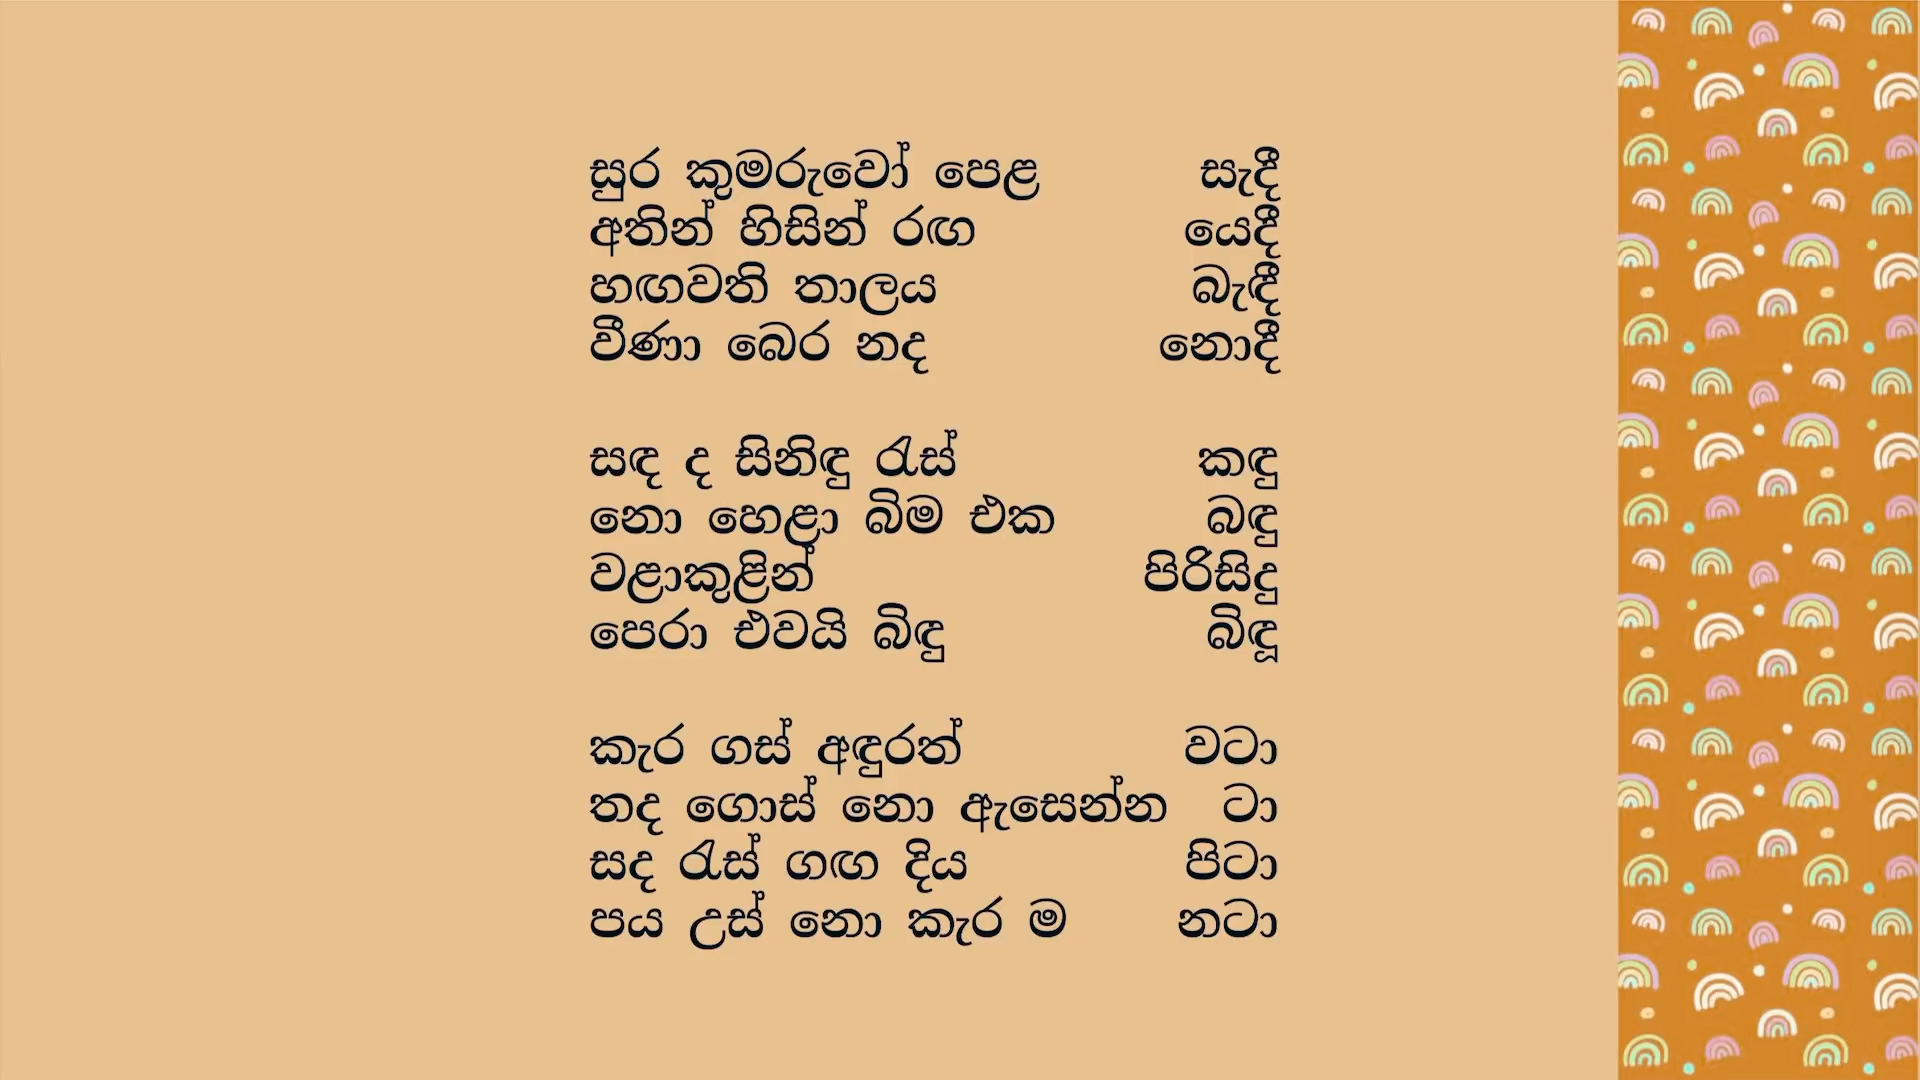 සුර කුමරුවෝ පෙළ සැදී
අතින් හිසින් රඟ යෙදී
හඟවති තාලය බැඳී
වීණා බෙර නද නොදී
සඳ ද සිනිඳු රැස් කඳු
නො හෙළා බිම එක බඳු
වළාකුළින් පිරිසිදු
පෙරා එවයි බිඳු බිඳූ
කැර ගස් අඳුරත් වටා
තද ගොස් නො ඇසෙන්න ටා
සද රැස් ගඟ දිය පිටා
පය උස් නො කැර ම නටා